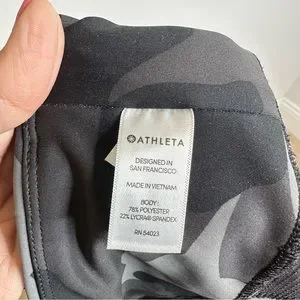 ATHLETA
DESIGNED IN
SAN FRANCISCO
MADE IN VIETNAM
BODY:
78% POLYESTER
22% LYCRA® SPANDEX
RN 54023